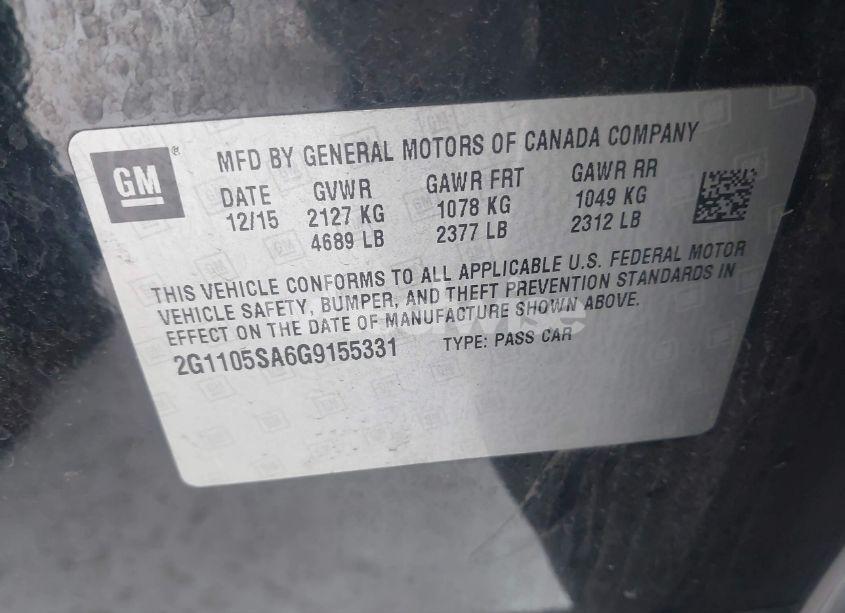 GM ®
MFD BY GENERAL MOTORS OF CANADA COMPANY
DATE GVWR GAWR FRT GAWR RR
12/15 2127 KG 1078 KG 1049 KG
4689 LB 2377 LB 2312 LB
THIS VEHICLE CONFORMS TO ALL APPLICABLE U.S. FEDERAL MOTOR
VEHICLE SAFETY, BUMPER, AND THEFT PREVENTION STANDARDS IN
EFFECT ON THE DATE OF MANUFACTURE SHOWN ABOVE.
2G1105SA6G9155331 TYPE: PASS CAR